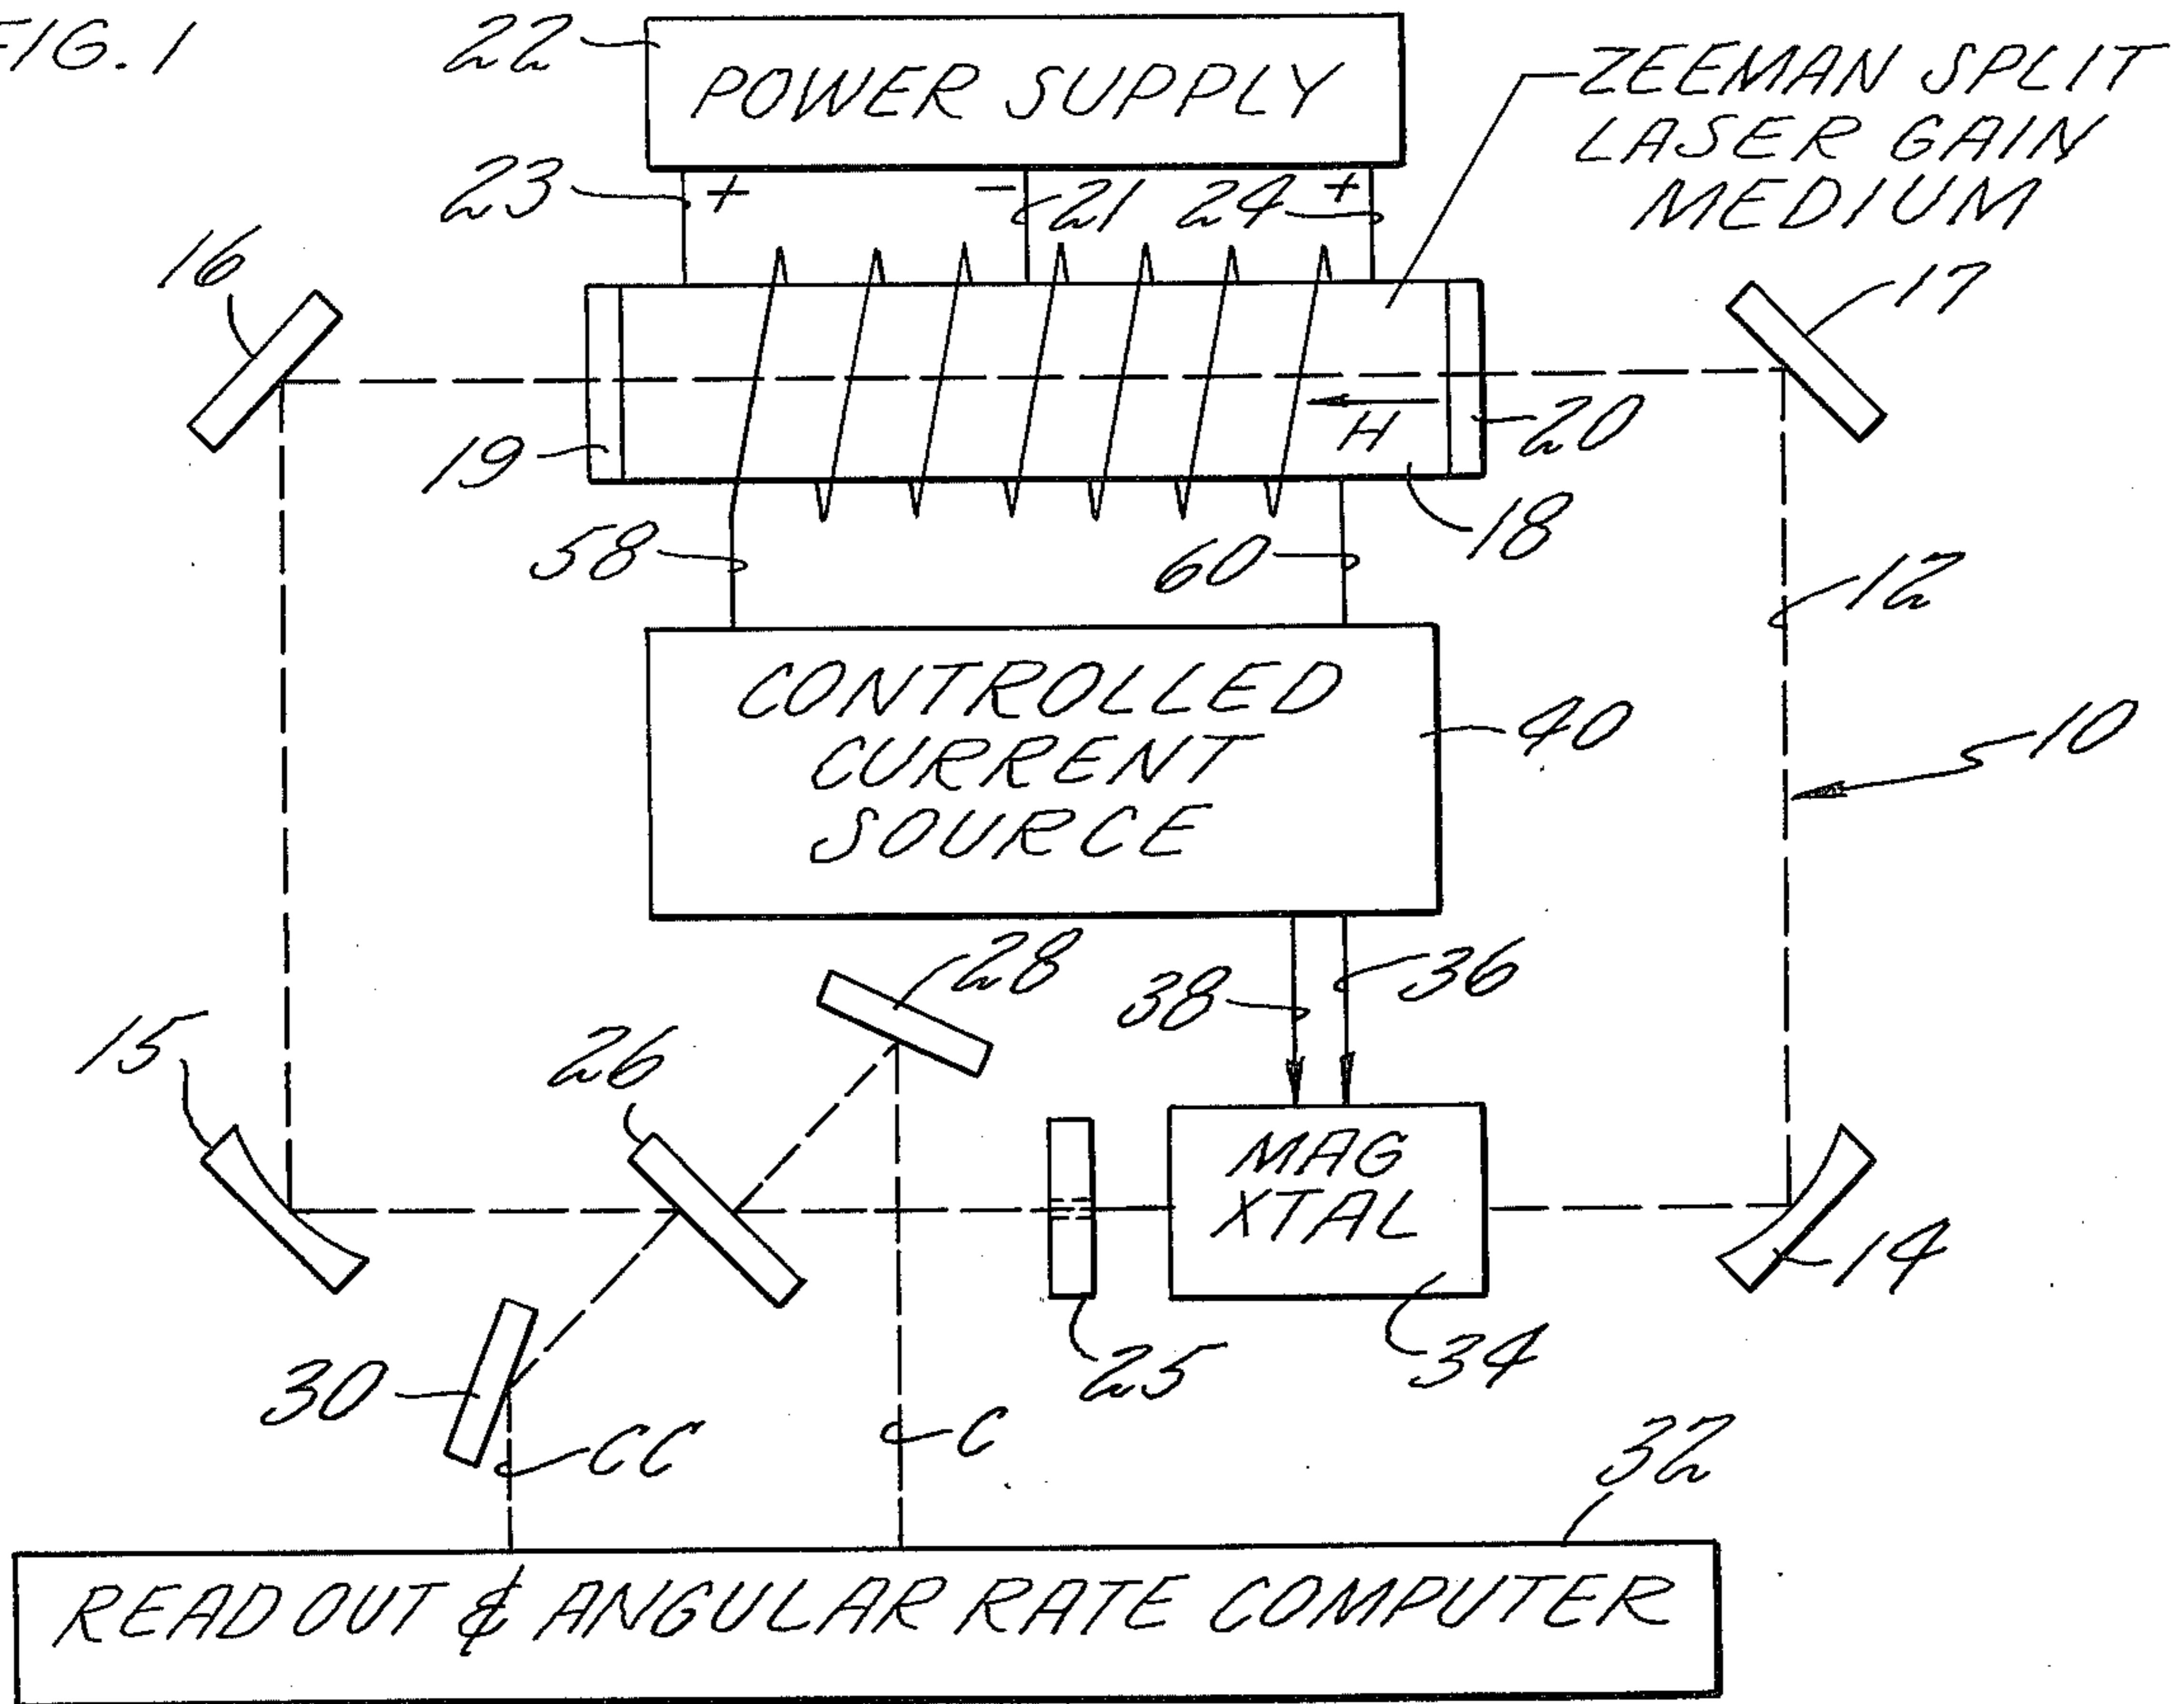 FIG. 1
22
POWER SUPPLY
ZEEMAN SPLIT
LASER GAIN
MEDIUM
23
+
−
21
24
+
16
17
19
H
20
18
58
60
12
CONTROLLED
CURRENT
SOURCE
40
10
28
38
36
15
26
MAG
XTAL
14
25
34
30
CC
C
32
READ OUT & ANGULAR RATE COMPUTER